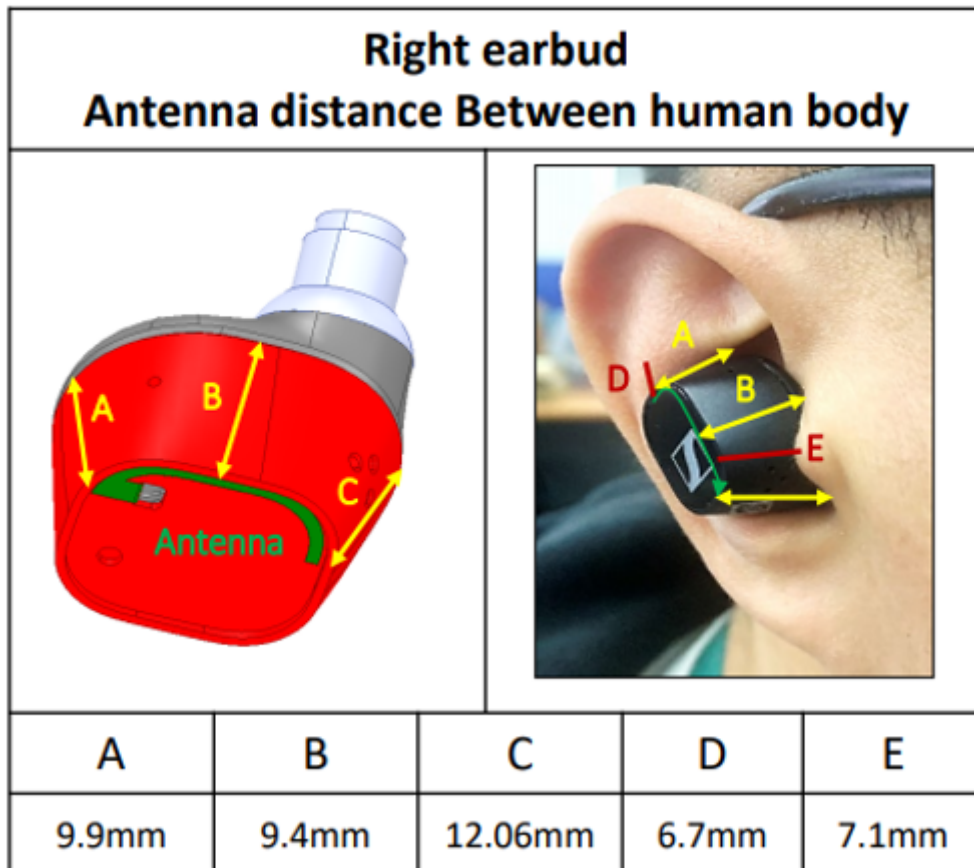 Right earbud
Antenna distance Between human body
A
B
C
Antenna
A
D
B
E
A B C D E
9.9mm 9.4mm 12.06mm 6.7mm 7.1mm